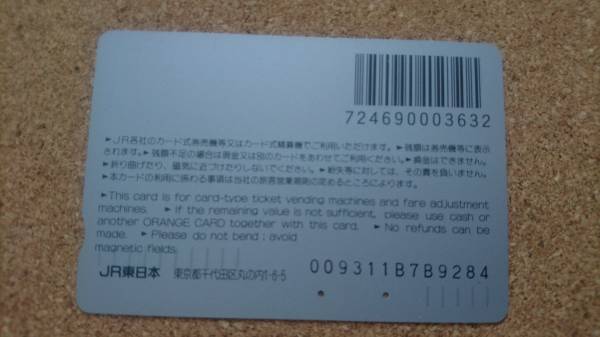 724690003632
►JR各社のカード式券売機等又はカード式精算機でご利用いただけます。►残額は券売機等に表示
されます。►残額不足の場合は現金又は別のカードをあわせてご利用ください。►換金はできません。
►折り曲げたり、磁気に近づけたりしないでください。►紛失等に対しては、その責を負いません。
►本カードの利用に係わる事項は当社の旅客営業規則の定めるところによります。
►This card is for card-type ticket vending machines and fare adjustment
machines. ►If the remaining value is not sufficient, please use cash or
another ORANGE CARD together with this card. ►No refunds can be
made. ►Please do not bend; avoid
magnetic fields.
JR東日本 東京都千代田区丸の内1-6-5 009311B7B9284